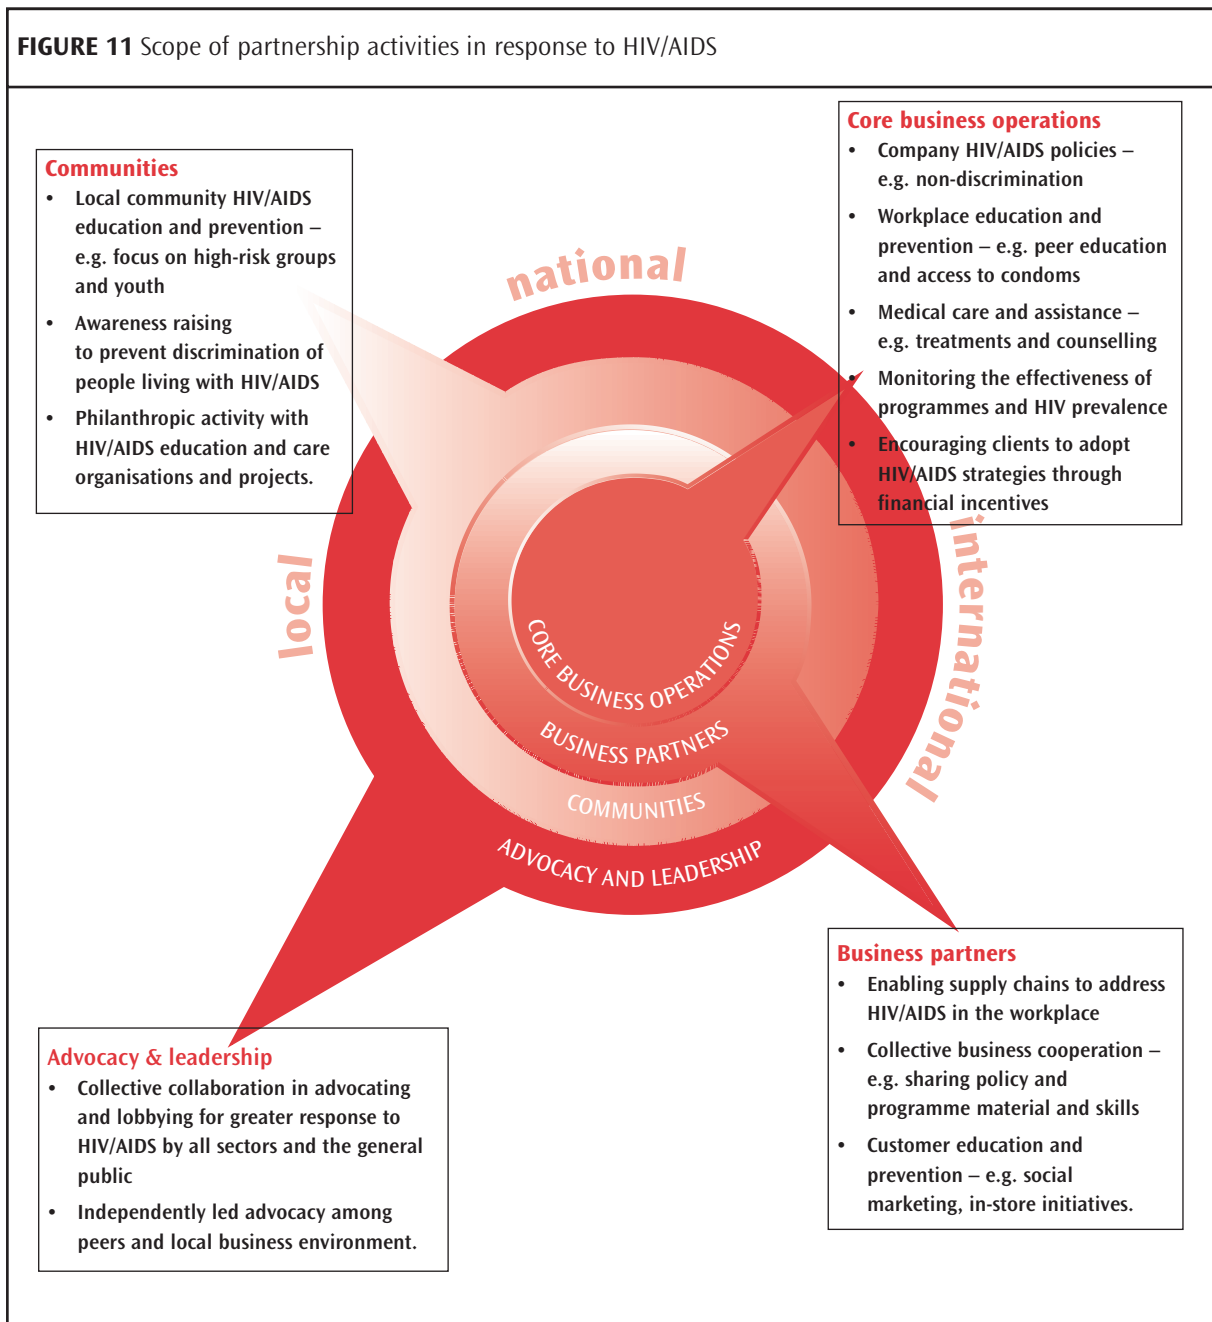 FIGURE 11 Scope of partnership activities in response to HIV/AIDS
Communities
• Local community HIV/AIDS
education and prevention –
e.g. focus on high-risk groups
and youth
• Awareness raising
to prevent discrimination of
people living with HIV/AIDS
• Philanthropic activity with
HIV/AIDS education and care
organisations and projects.
Core business operations
• Company HIV/AIDS policies –
e.g. non-discrimination
• Workplace education and
prevention – e.g. peer education
and access to condoms
• Medical care and assistance –
e.g. treatments and counselling
• Monitoring the effectiveness of
programmes and HIV prevalence
• Encouraging clients to adopt
HIV/AIDS strategies through
financial incentives
national
local
international
CORE BUSINESS OPERATIONS
BUSINESS PARTNERS
COMMUNITIES
ADVOCACY AND LEADERSHIP
Advocacy & leadership
• Collective collaboration in advocating
and lobbying for greater response to
HIV/AIDS by all sectors and the general
public
• Independently led advocacy among
peers and local business environment.
Business partners
• Enabling supply chains to address
HIV/AIDS in the workplace
• Collective business cooperation –
e.g. sharing policy and
programme material and skills
• Customer education and
prevention – e.g. social
marketing, in-store initiatives.